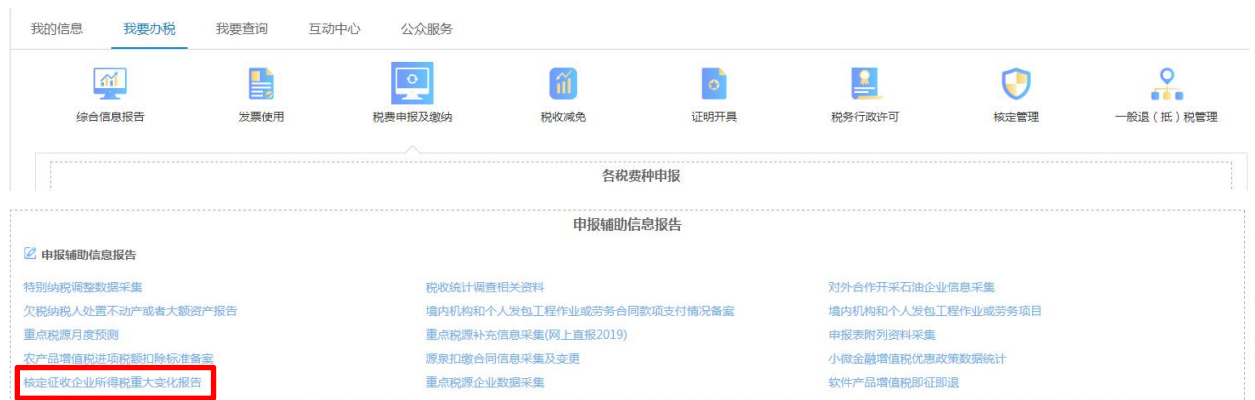 我的信息 我要办税 我要查询 互动中心 公众服务
综合信息报告 发票使用 税费申报及缴纳 税收减免 证明开具 税务行政许可 核定管理 一般退（抵）税管理
各税费种申报
申报辅助信息报告
申报辅助信息报告
特别纳税调整数据采集 税收统计调查相关资料 对外合作开采石油企业信息采集
欠税纳税人处置不动产或者大额资产报告 境内机构和个人发包工程作业或劳务合同款项支付情况备案 境内机构和个人发包工程作业或劳务项目
重点税源月度预测 重点税源补充信息采集(网上直报2019) 申报表附列资料采集
农产品增值税进项税额扣除标准备案 源泉扣缴合同信息采集及变更 小微金融增值税优惠政策数据统计
核定征收企业所得税重大变化报告 重点税源企业数据采集 软件产品增值税即征即退